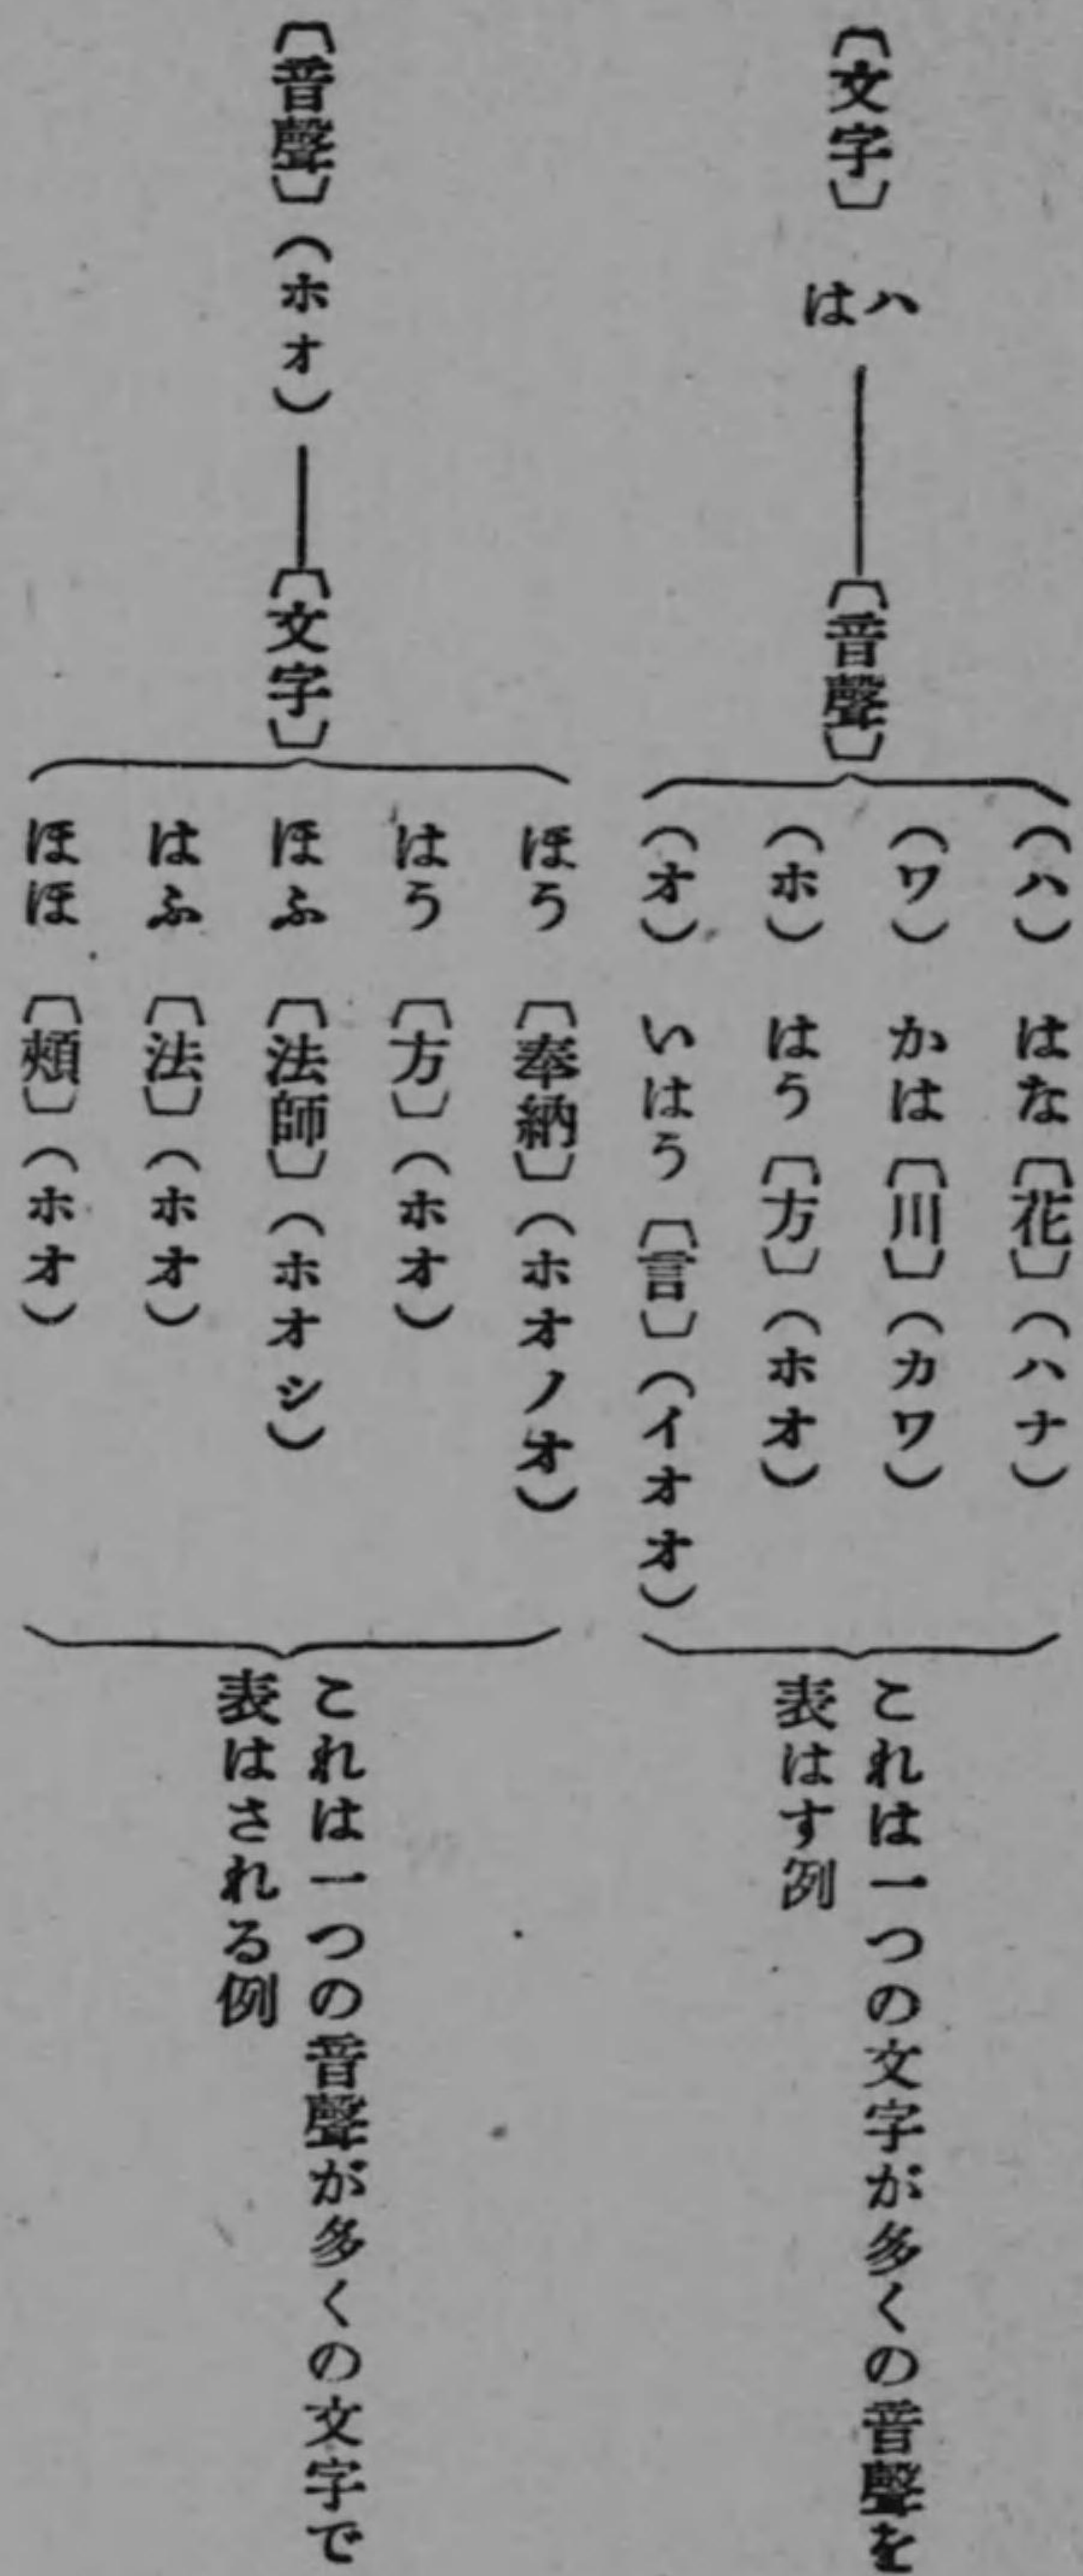 〔文字〕
ハ
は
〔音聲〕
(ハ) はな〔花〕(ハナ)
(ワ) かは〔川〕(カワ)
(ホ) はう〔方〕(ホオ)
(オ) いはう〔言〕(イオオ)
これは一つの文字が多くの音聲を
表はす例
〔音聲〕(ホオ)
〔文字〕
ほう〔奉納〕(ホオノオ)
はう〔方〕(ホオ)
ほふ〔法師〕(ホオシ)
はふ〔法〕(ホオ)
ほほ〔頰〕(ホオ)
これは一つの音聲が多くの文字で
表はされる例